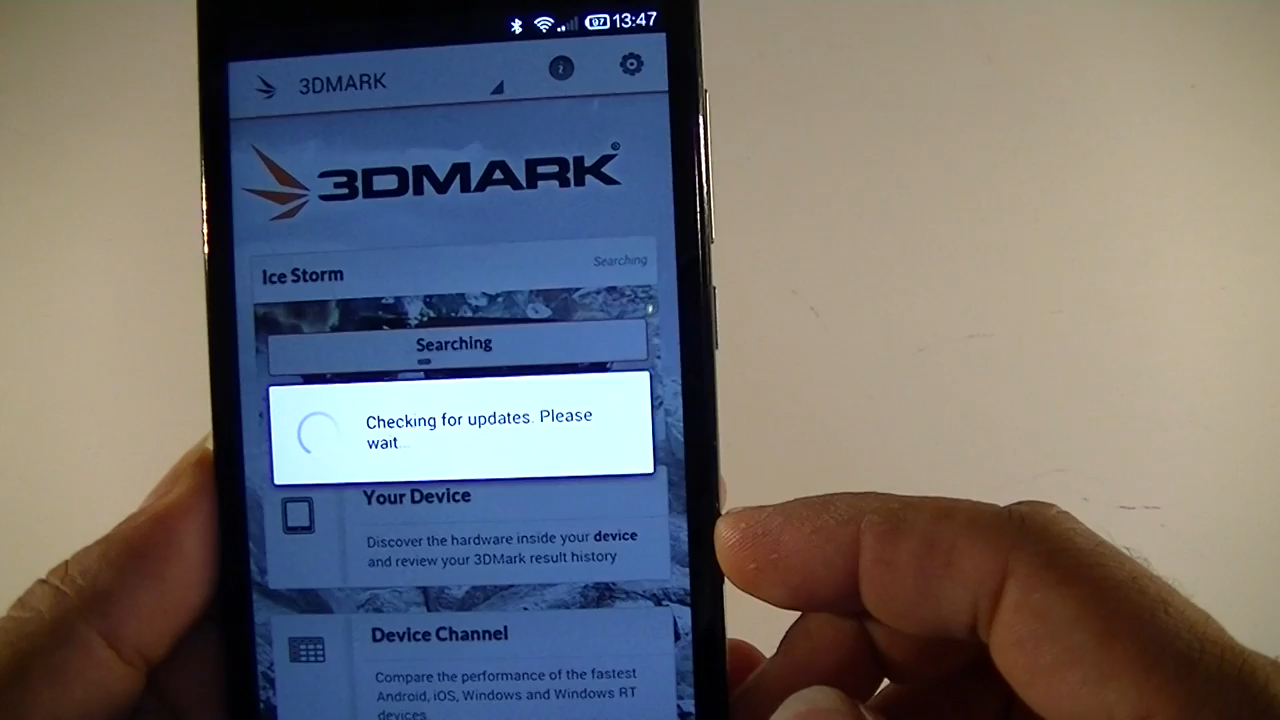 97 13:47
3DMARK
3DMARK®
Ice Storm
Searching
Searching
Checking for updates. Please
wait...
Your Device
Discover the hardware inside your device
and review your 3DMark result history
Device Channel
Compare the performance of the fastest
Android, iOS, Windows and Windows RT
devices